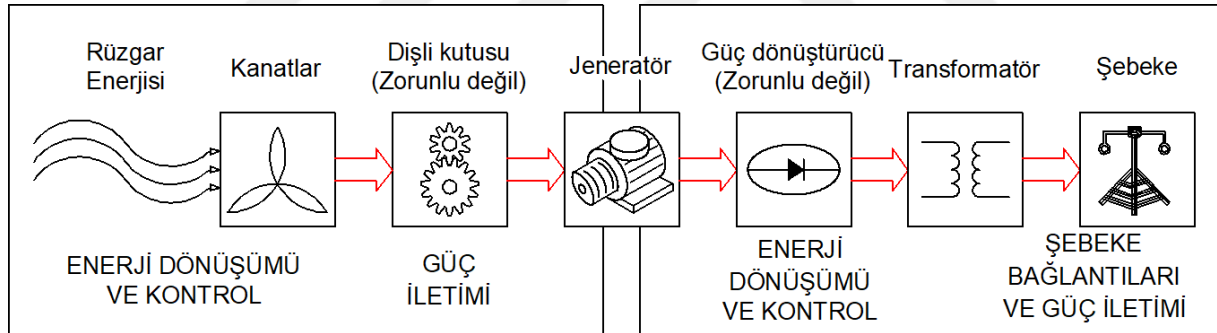 Rüzgar
Enerjisi
Kanatlar
Dişli kutusu
(Zorunlu değil)
Jeneratör
Güç dönüştürücü
(Zorunlu değil)
Transformatör
Şebeke
ENERJİ DÖNÜŞÜMÜ
VE KONTROL
GÜÇ
İLETİMİ
ENERJİ
DÖNÜŞÜMÜ
VE KONTROL
ŞEBEKE
BAĞLANTILARI
VE GÜÇ İLETİMİ